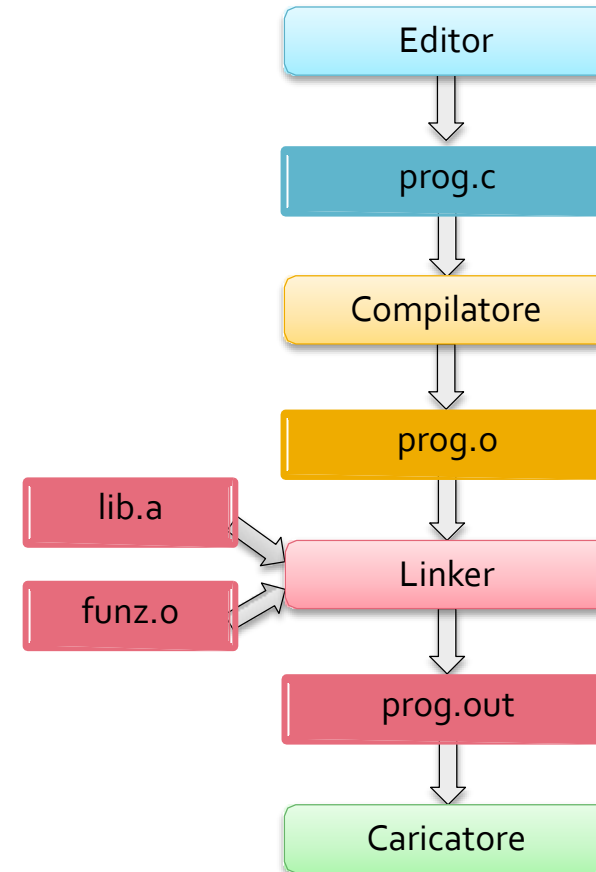 Editor
prog.c
Compilatore
prog.o
lib.a
funz.o
Linker
prog.out
Caricatore